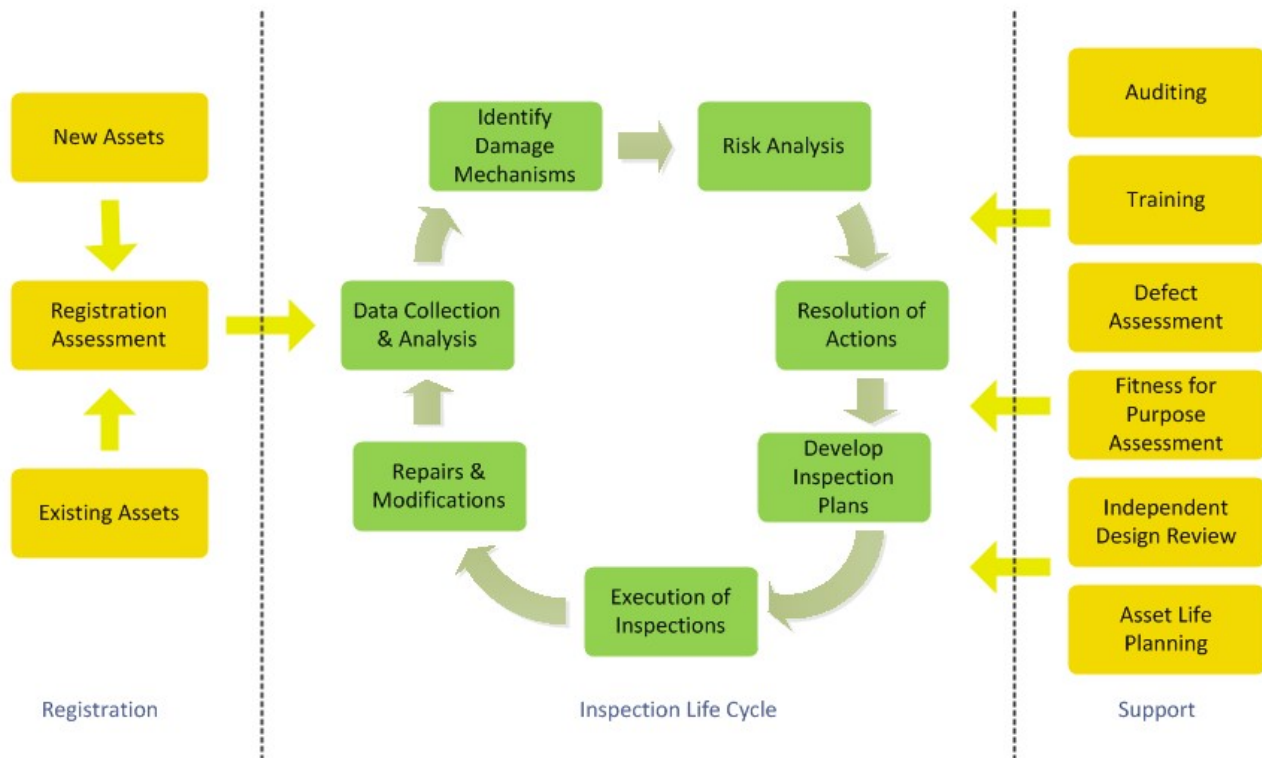 New Assets
Registration
Assessment
Existing Assets
Registration
Identify
Damage
Mechanisms
Risk Analysis
Data Collection
& Analysis
Resolution of
Actions
Repairs &
Modifications
Develop
Inspection
Plans
Execution of
Inspections
Inspection Life Cycle
Auditing
Training
Defect
Assessment
Fitness for
Purpose
Assessment
Independent
Design Review
Asset Life
Planning
Support